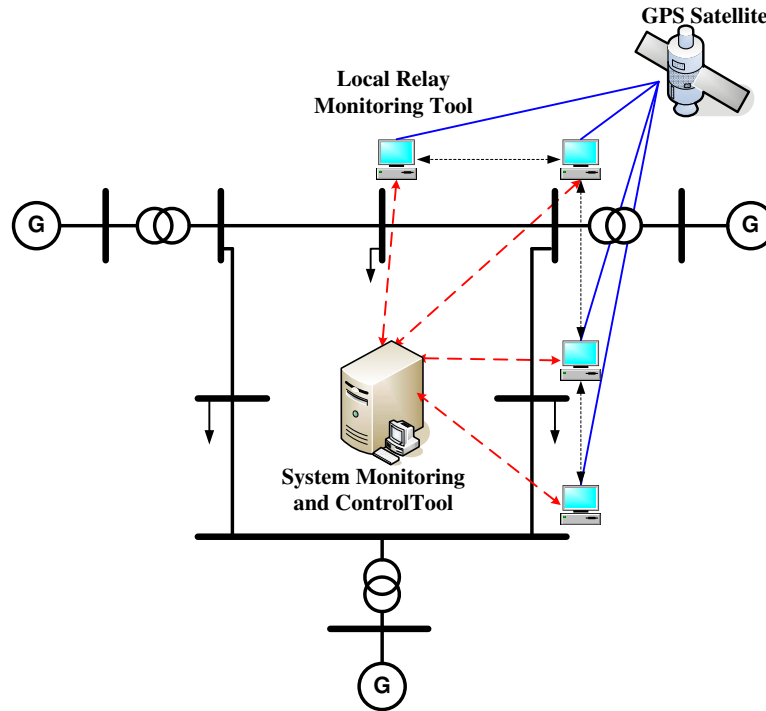 GPS Satellite
Local Relay
Monitoring Tool
G
G
System Monitoring
and ControlTool
G